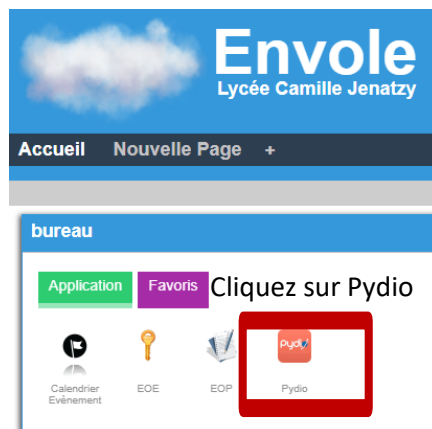 Envole
Lycée Camille Jenatzy
Accueil Nouvelle Page +
bureau
Application Favoris Cliquez sur Pydio
Pydio
Calendrier Evènement EOE EOP Pydio